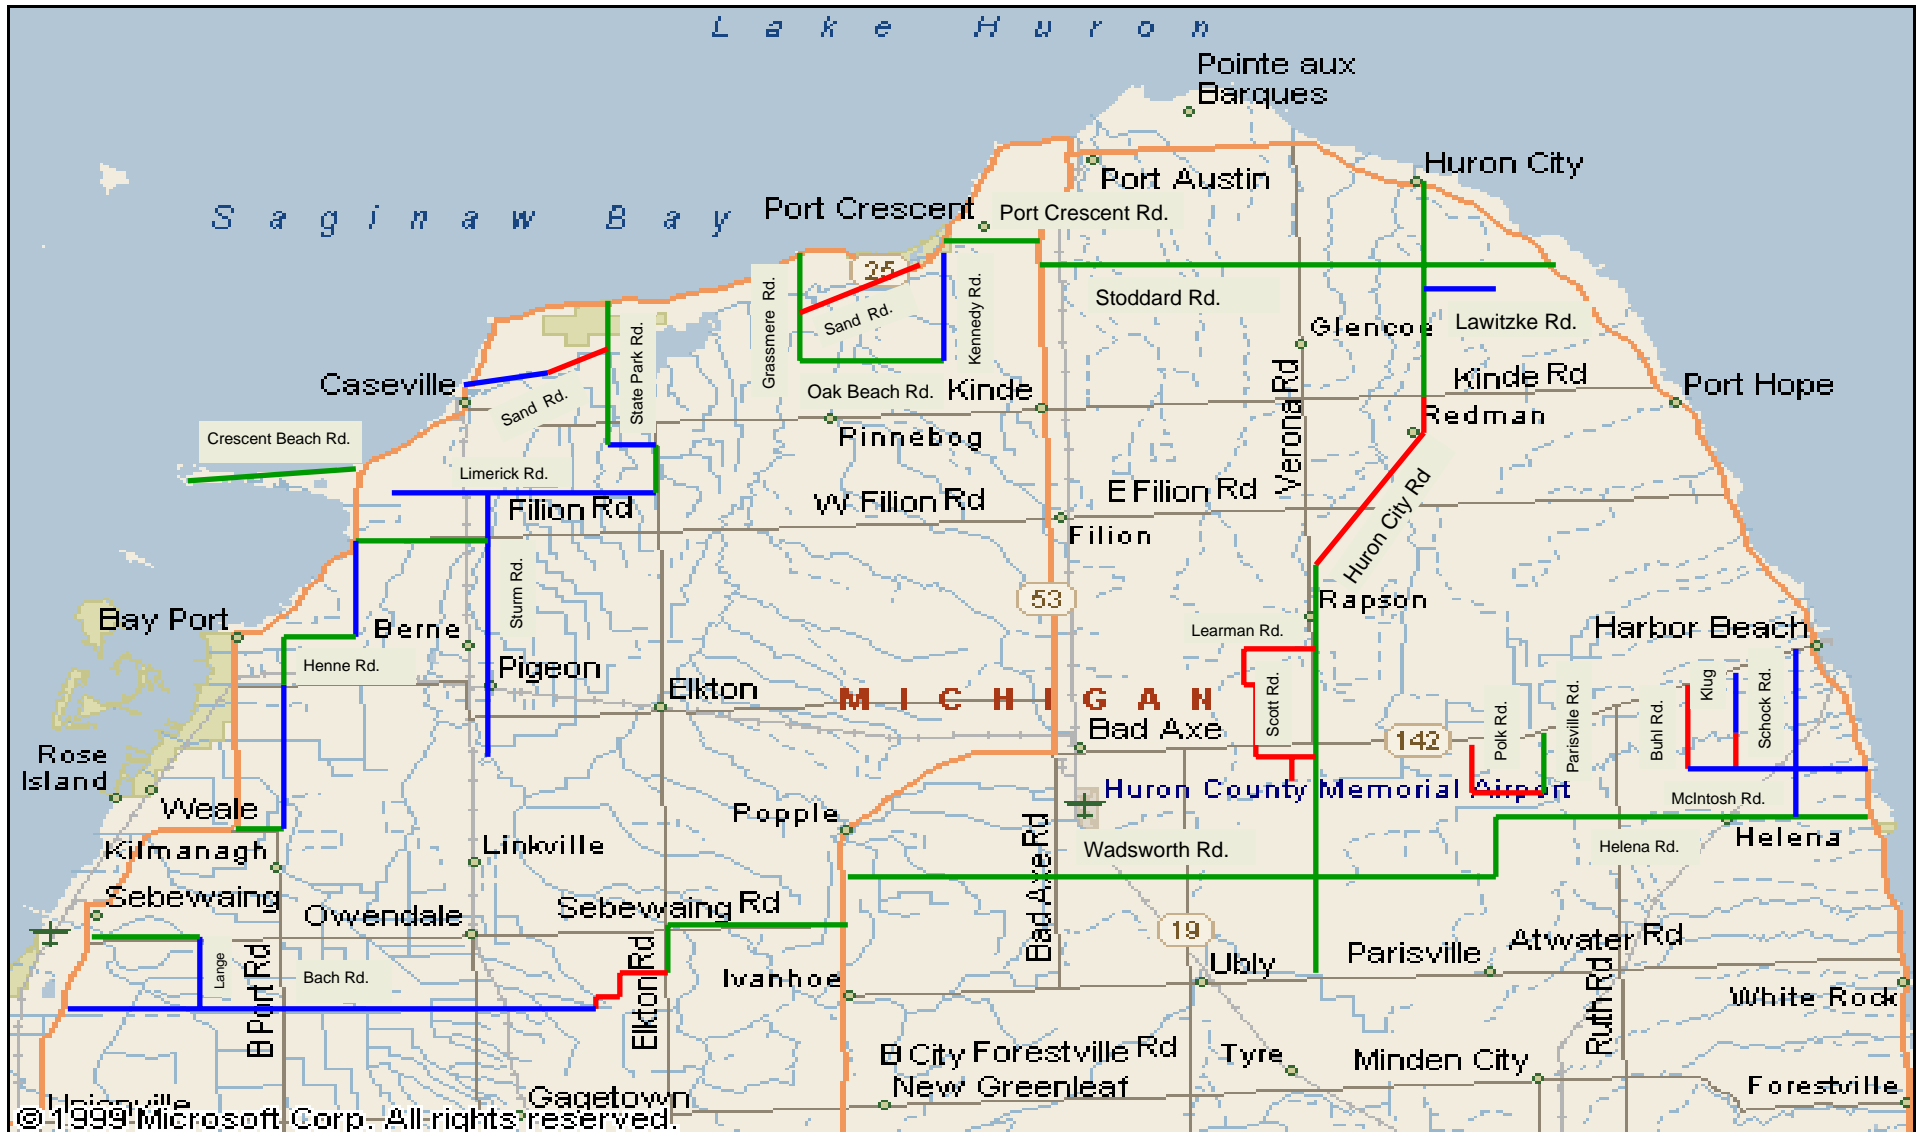 Lake Huron
Pointe aux
Barques
Huron City
Port Austin
Saginaw Bay
Port Crescent
Port Crescent Rd.
25
Grassmere Rd.
Sand Rd.
Kennedy Rd.
Stoddard Rd.
Glencoe
Lawitzke Rd.
State Park Rd.
Caseville
Sand Rd.
Oak Beach Rd.
Kinde
Verona Rd
Kinde Rd
Port Hope
Redman
Pinnebog
Crescent Beach Rd.
Limerick Rd.
Filion Rd
W Filion Rd
E Filion Rd
Huron City Rd
Filion
Sturm Rd.
53
Rapson
Bay Port
Berne
Learman Rd.
Harbor Beach
Henne Rd.
Pigeon
Elkton
MICHIGAN
Scott Rd.
Klug
Schock Rd.
Buhl Rd.
Polk Rd.
Parisville Rd.
Bad Axe
142
Rose
Island
Huron County Memorial Airport
McIntosh Rd.
Weale
Popple
Kilmanagh
Linkville
Bad Axe Rd
Wadsworth Rd.
Helena Rd.
Helena
Sebewaing
Owendale
Sebewaing Rd
19
Parisville
Atwater Rd
Ubly
Lange
B Port Rd
Bach Rd.
Elkton Rd
Ivanhoe
Ruth Rd
White Rock
B City Forestville Rd
Tyre
Minden City
New Greenleaf
Forestville
Gagetown
Unionville
© 1999 Microsoft Corp. All rights reserved.